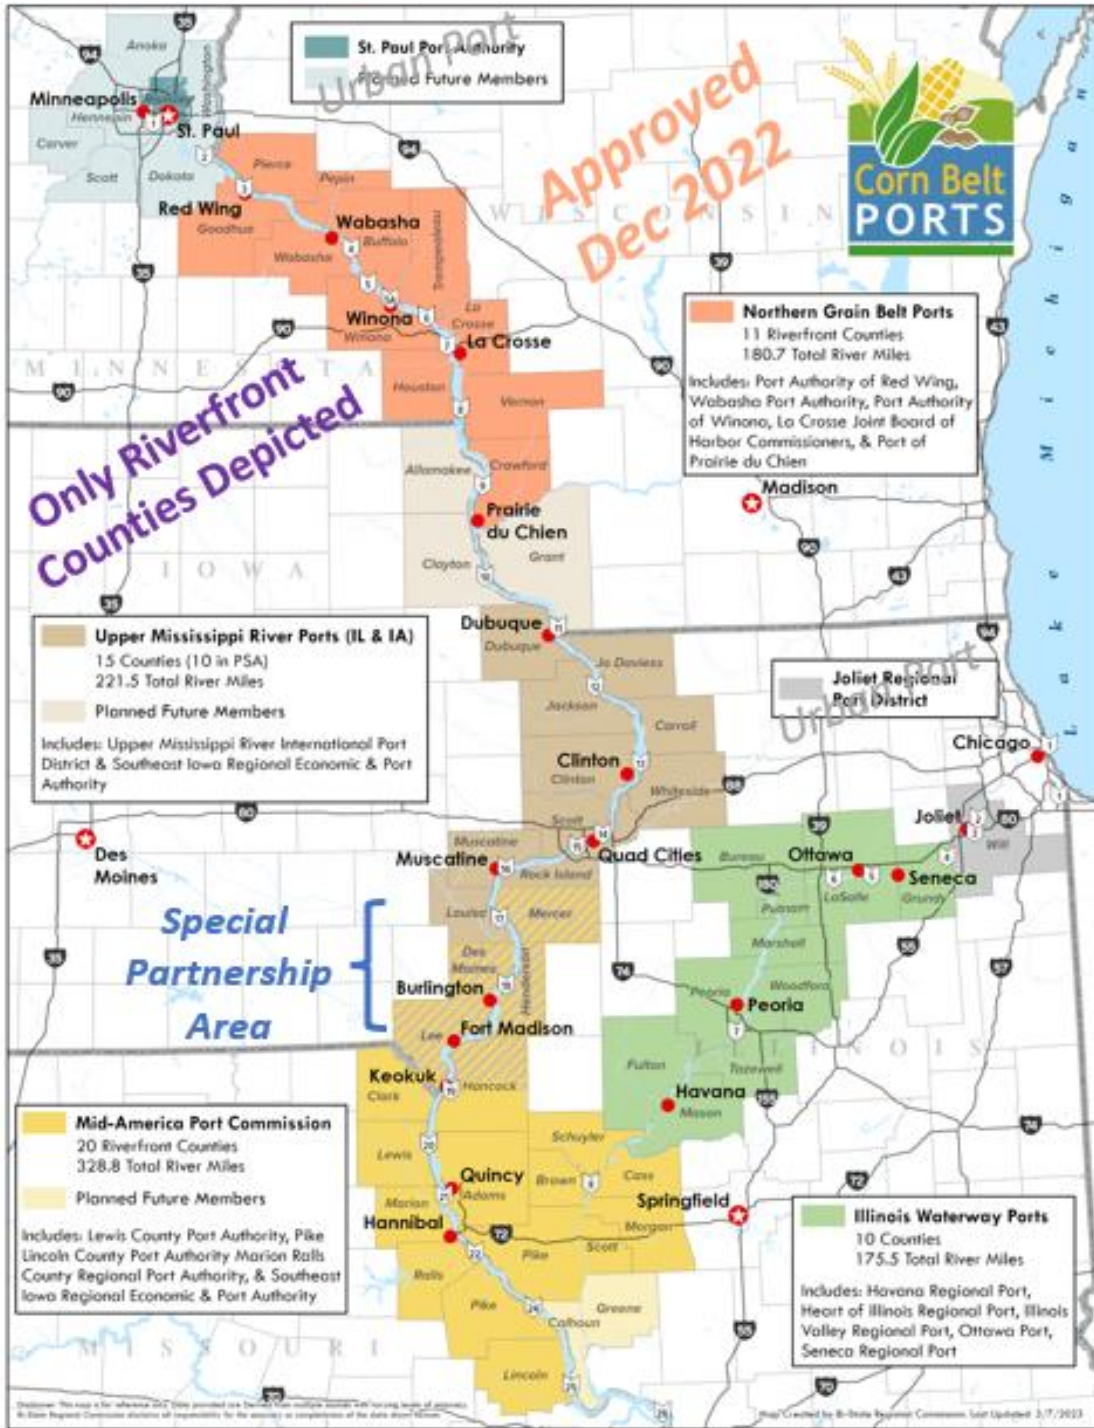 St. Paul Port Authority
Planned Future Members
Urban Port
Approved
Dec 2022
Corn Belt
PORTS
Anoka
Washington
Ramsey
Hennepin
Carver
Scott
Dakota
Minneapolis
St. Paul
Red Wing
Goodhue
Pierce
Pepin
Wabasha
Wabasha
Buffalo
Trempealeau
Winona
Winona
La
Crosse
La Crosse
Houston
Vernon
Crawford
WISCONSIN
MINNESOTA
Northern Grain Belt Ports
11 Riverfront Counties
180.7 Total River Miles
Includes: Port Authority of Red Wing,
Wabasha Port Authority, Port Authority
of Winona, La Crosse Joint Board of
Harbor Commissioners, & Port of
Prairie du Chien
Lake Michigan
Only Riverfront
Counties Depicted
Allamakee
Prairie
du Chien
Clayton
Grant
Madison
IOWA
Upper Mississippi River Ports (IL & IA)
15 Counties (10 in PSA)
221.5 Total River Miles
Planned Future Members
Includes: Upper Mississippi River International Port
District & Southeast Iowa Regional Economic & Port
Authority
Dubuque
Dubuque
Jo Daviess
Jackson
Carroll
Clinton
Clinton
Whiteside
Joliet Regional
Port District
Urban Port
Chicago
Joliet
Will
Scott
Quad Cities
Muscatine
Muscatine
Rock Island
Bureau
Ottawa
Seneca
LaSalle
Grundy
Putnam
Marshall
Woodford
Peoria
Peoria
Des
Moines
Special
Partnership
Area
Louisa
Mercer
Des
Moines
Henderson
Burlington
Fort Madison
Lee
Hancock
Keokuk
Clark
ILLINOIS
Fulton
Tazewell
Havana
Mason
Mid-America Port Commission
20 Riverfront Counties
328.8 Total River Miles
Planned Future Members
Includes: Lewis County Port Authority, Pike
Lincoln County Port Authority Marion Ralls
County Regional Port Authority, & Southeast
Iowa Regional Economic & Port Authority
Lewis
Quincy
Adams
Marion
Hannibal
Schuyler
Brown
Cass
Morgan
Scott
Pike
Ralls
Pike
Calhoun
Greene
Lincoln
Springfield
MISSOURI
Illinois Waterway Ports
10 Counties
175.5 Total River Miles
Includes: Havana Regional Port,
Heart of Illinois Regional Port, Illinois
Valley Regional Port, Ottawa Port,
Seneca Regional Port
Map Created by Bi-State Regional Commission. Last Updated: 2/7/2023